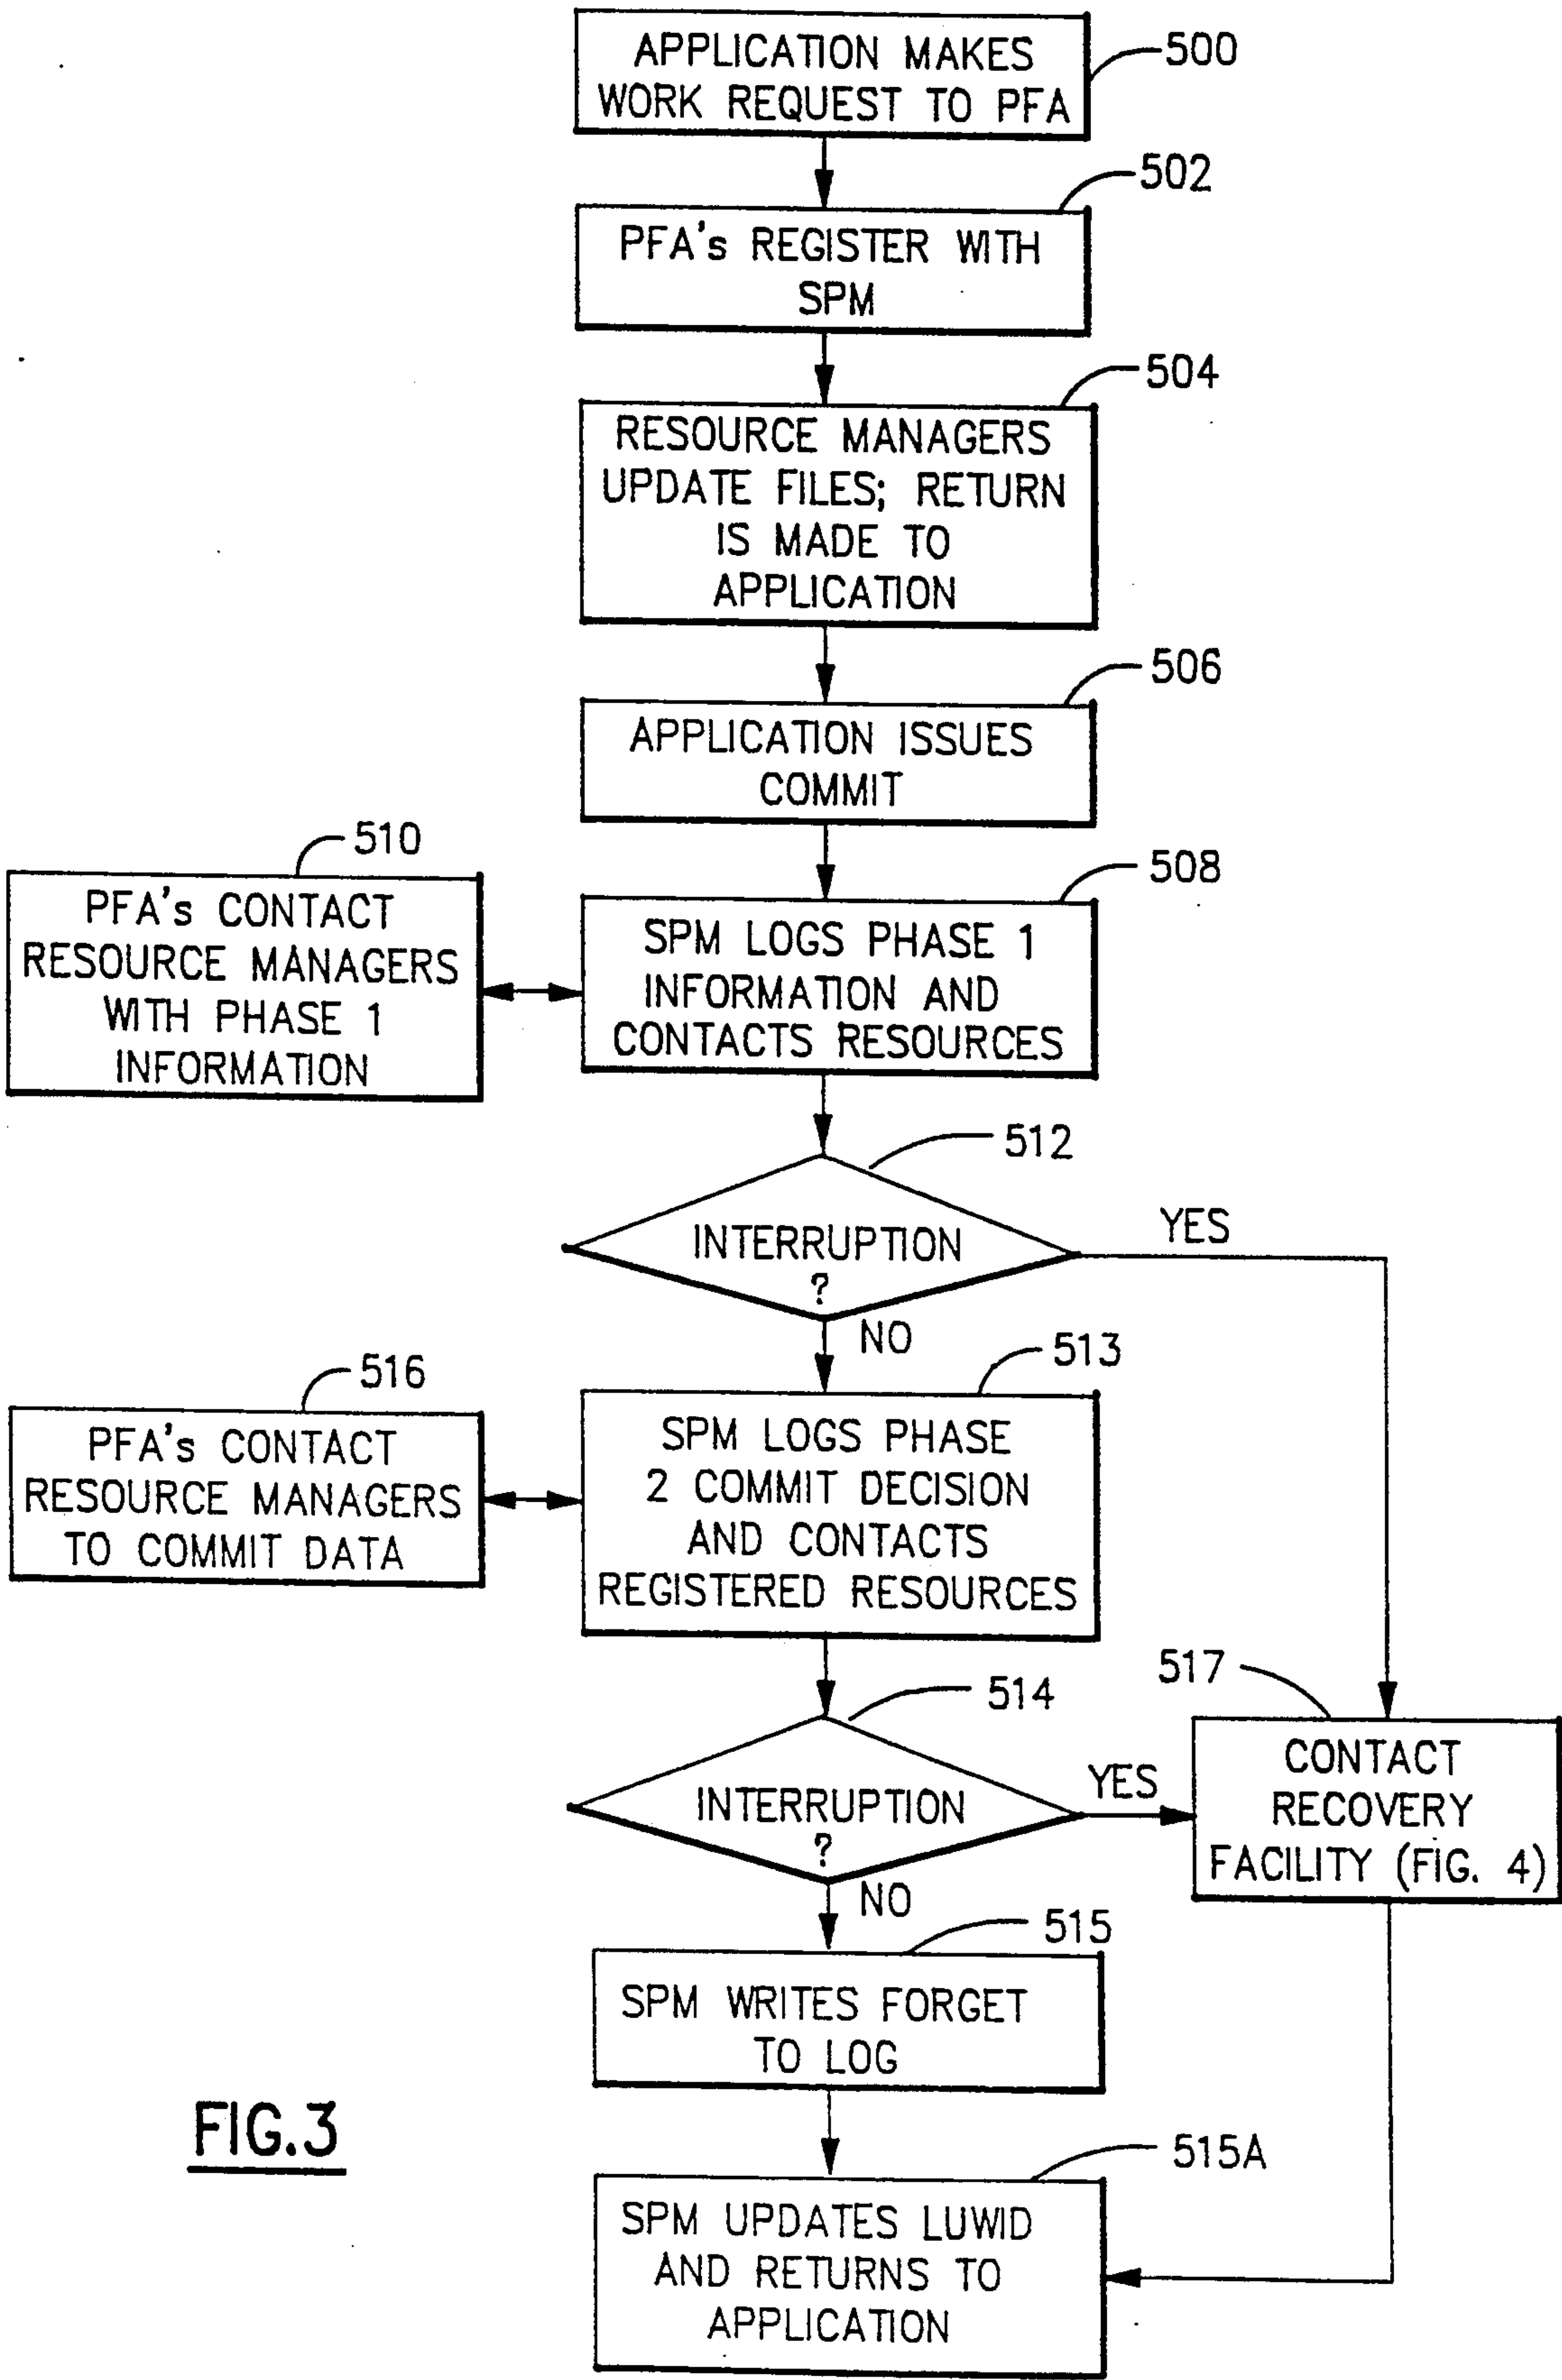 APPLICATION MAKES
WORK REQUEST TO PFA
500
502
PFA's REGISTER WITH
SPM
504
RESOURCE MANAGERS
UPDATE FILES; RETURN
IS MADE TO
APPLICATION
506
APPLICATION ISSUES
COMMIT
510
PFA's CONTACT
RESOURCE MANAGERS
WITH PHASE 1
INFORMATION
508
SPM LOGS PHASE 1
INFORMATION AND
CONTACTS RESOURCES
512
INTERRUPTION
?
YES
NO
516
PFA's CONTACT
RESOURCE MANAGERS
TO COMMIT DATA
513
SPM LOGS PHASE
2 COMMIT DECISION
AND CONTACTS
REGISTERED RESOURCES
514
INTERRUPTION
?
YES
NO
517
CONTACT
RECOVERY
FACILITY (FIG. 4)
515
SPM WRITES FORGET
TO LOG
515A
SPM UPDATES LUWID
AND RETURNS TO
APPLICATION
FIG.3